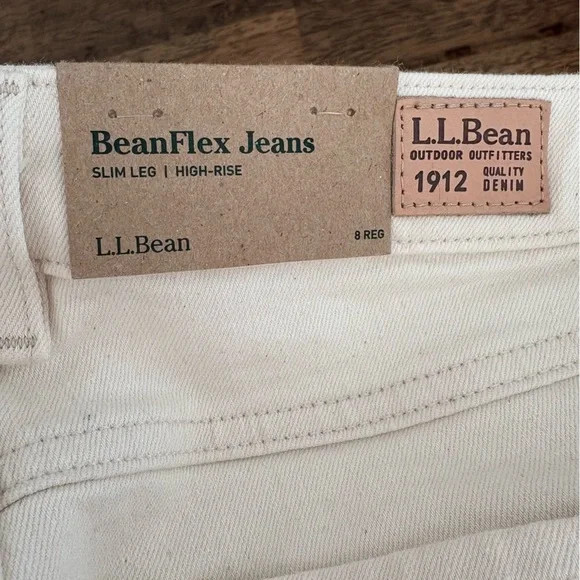 BeanFlex Jeans
SLIM LEG | HIGH-RISE
L.L.Bean
8 REG
L.L.Bean
OUTDOOR OUTFITTERS
1912 QUALITY DENIM